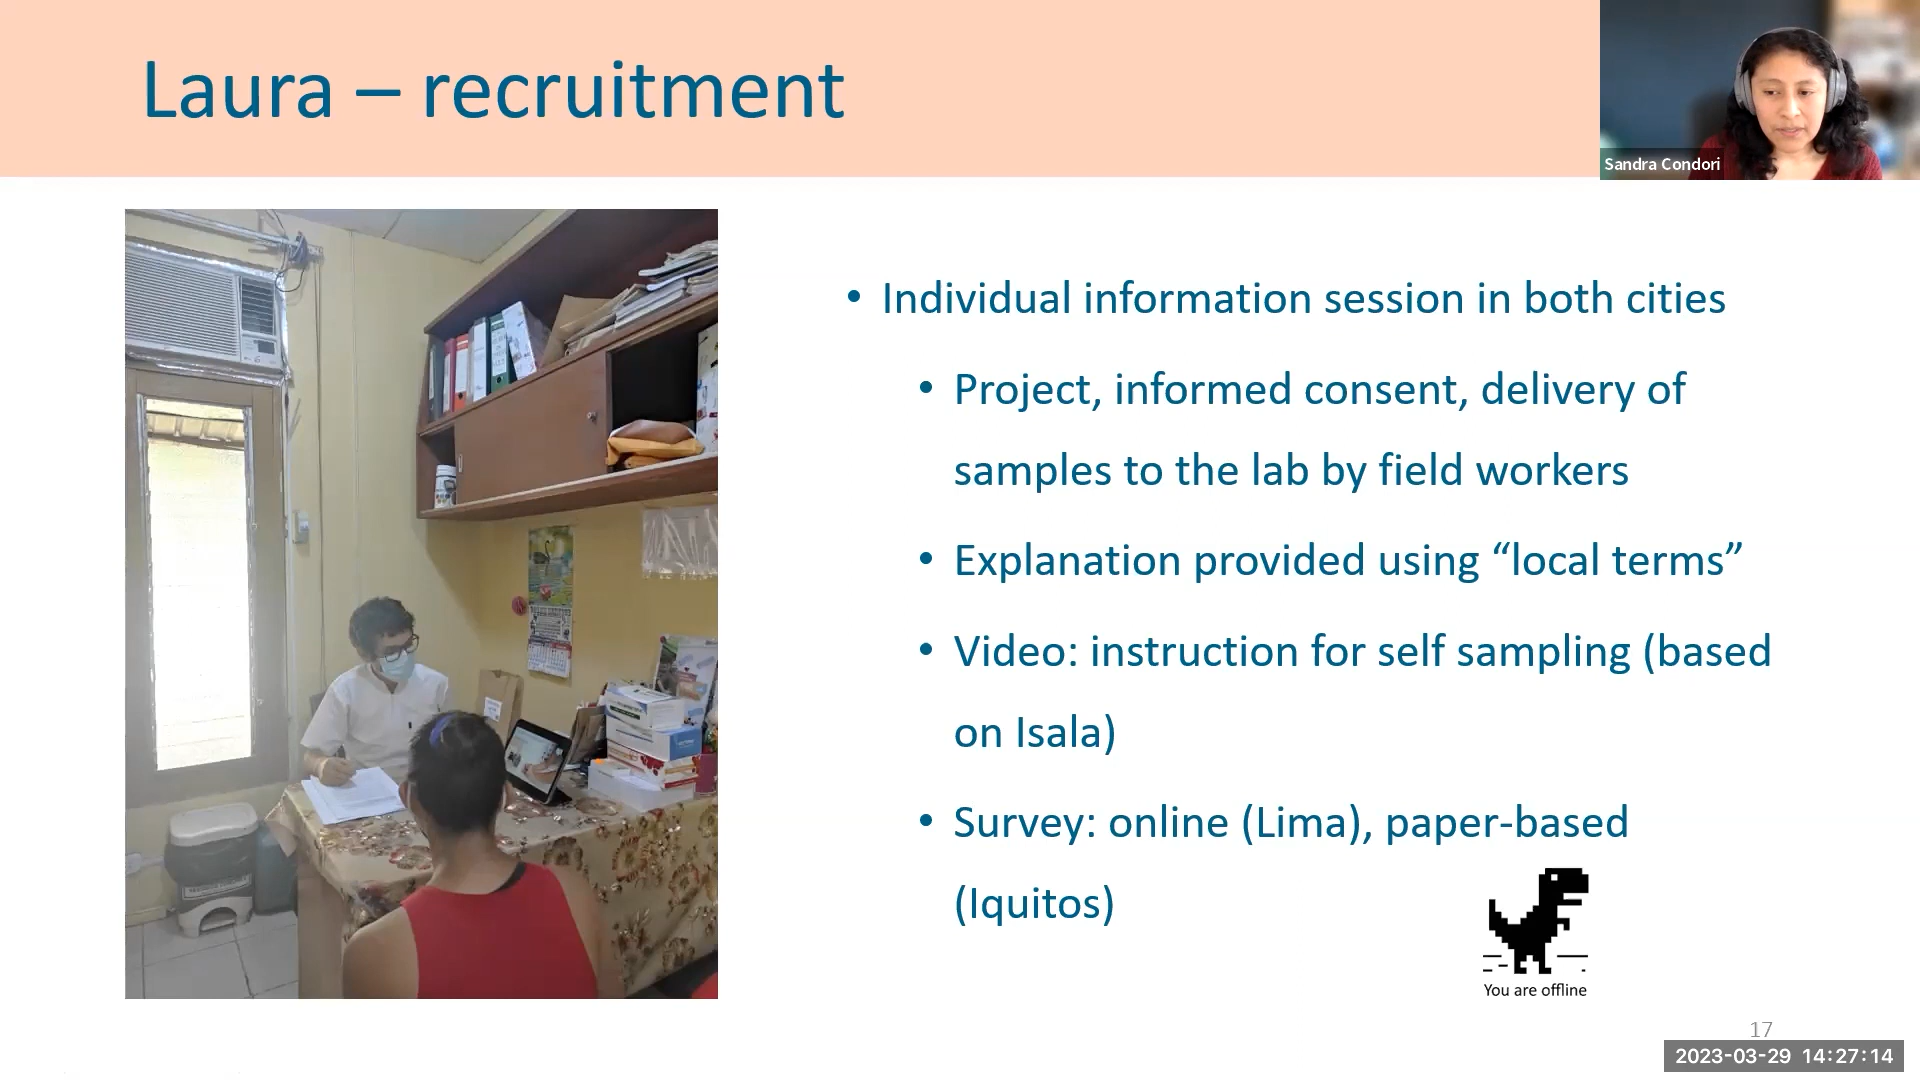 Laura – recruitment
Sandra Condori
• Individual information session in both cities
• Project, informed consent, delivery of
samples to the lab by field workers
• Explanation provided using “local terms”
• Video: instruction for self sampling (based
on Isala)
• Survey: online (Lima), paper-based
(Iquitos)
You are offline
17
2023-03-29 14:27:14